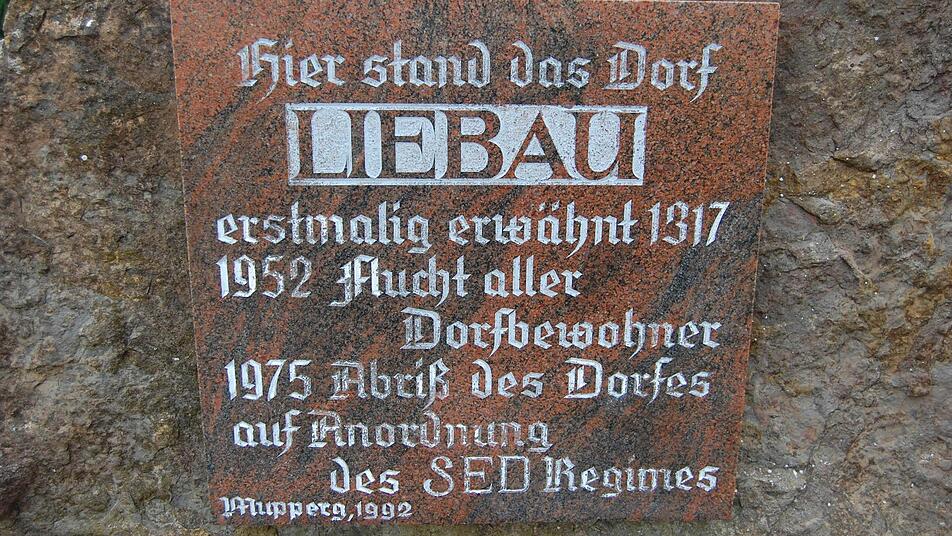 Hier stand das Dorf
LIEBAU
erstmalig erwähnt 1317
1952 Flucht aller
Dorfbewohner
1975 Abriß des Dorfes
auf Anordnung
des SED Regimes
Mupperg, 1992